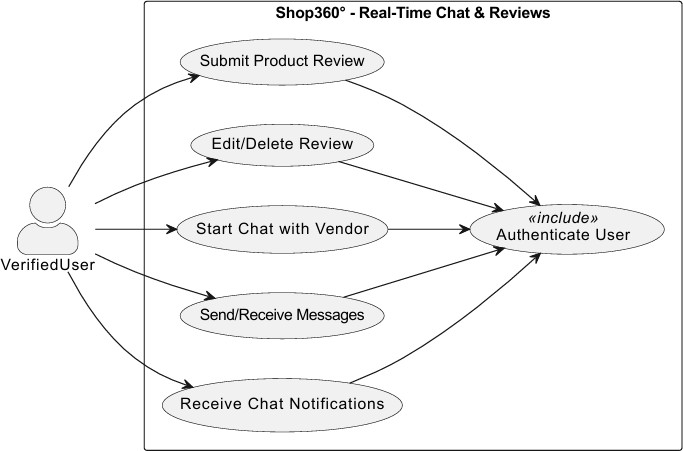 Shop360° - Real-Time Chat & Reviews
Submit Product Review
Edit/Delete Review
«include»
Authenticate User
Start Chat with Vendor
VerifiedUser
Send/Receive Messages
Receive Chat Notifications